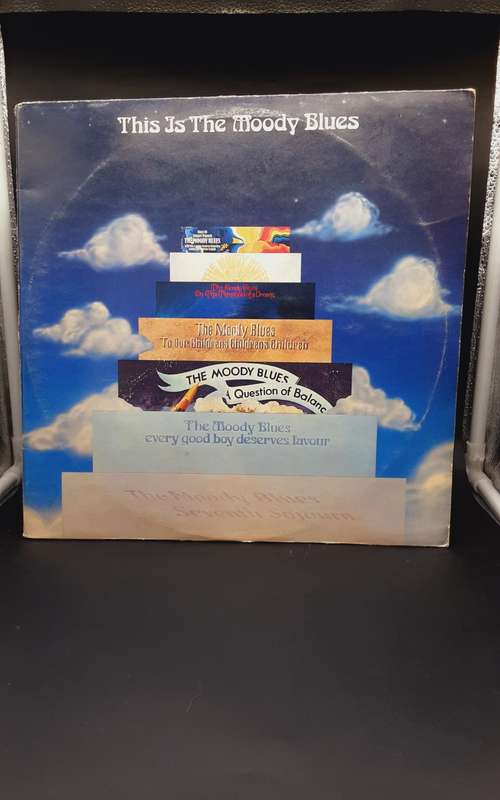 This Is The Moody Blues
THE MOODY BLUES
The Moody Blues
On The Threshold of a Dream
The Moody Blues
To Our Childrens Childrens Children
THE MOODY BLUES
A Question of Balanc
The Moody Blues
every good boy deserves favour
The Moody Blues
Seventh Sojourn